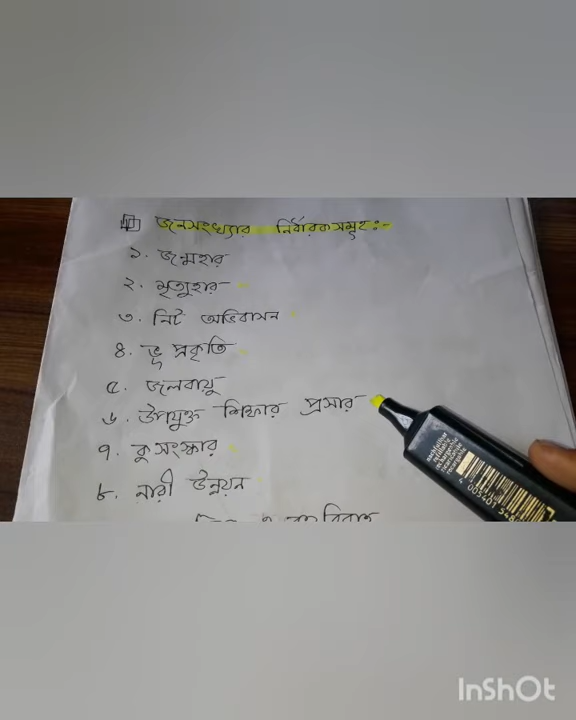 জনসংখ্যার নির্ধারকসমূহ:-
১. জন্মহার
২. মৃত্যুহার
৩. নিট অভিবাসন
৪. ভূ প্রকৃতি
৫. জলবায়ু
৬. উপযুক্ত শিক্ষার প্রসার
৭. কুসংস্কার
৮. নারী উন্নয়ন
InShOt